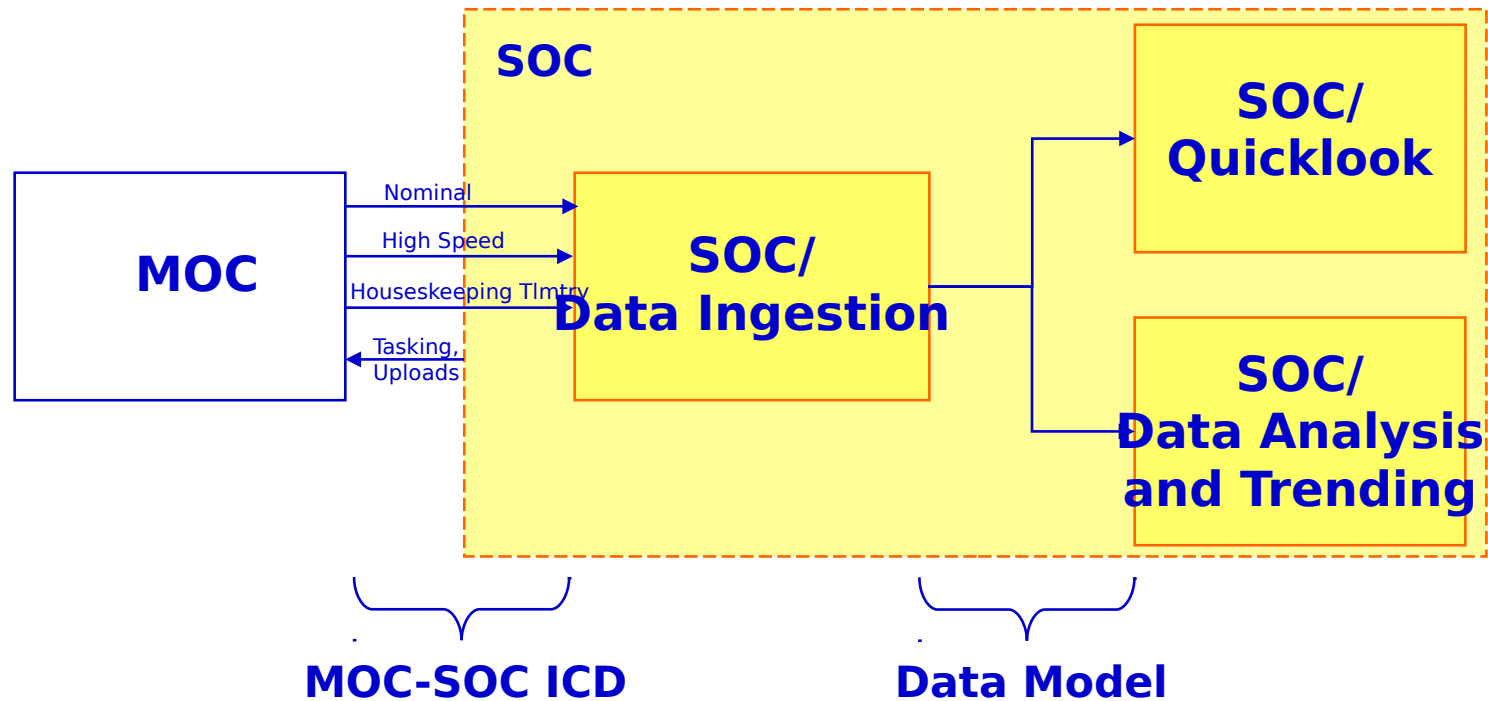 SOC
SOC/
Quicklook
Nominal
High Speed
Houseskeeping Tlmtry
Tasking,
Uploads
MOC
SOC/
Data Ingestion
SOC/
Data Analysis
and Trending
MOC-SOC ICD
Data Model